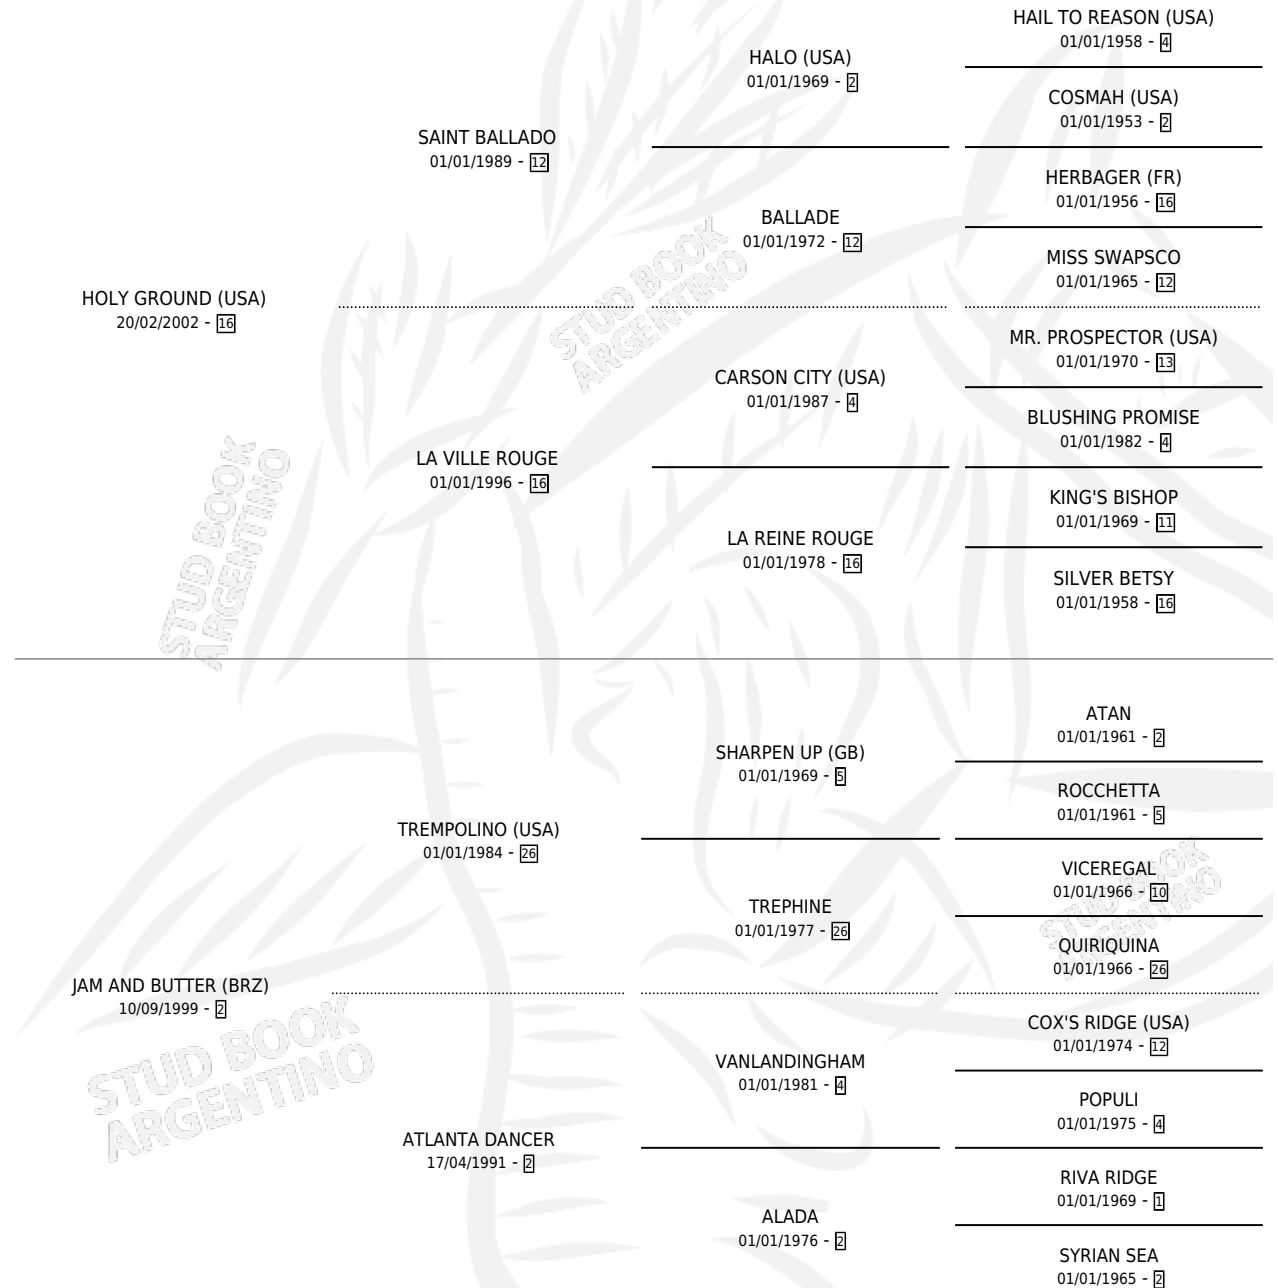 HAIL TO REASON (USA)
01/01/1958 - 4
HALO (USA)
01/01/1969 - 2
COSMAH (USA)
01/01/1953 - 2
SAINT BALLADO
01/01/1989 - 12
HERBAGER (FR)
01/01/1956 - 16
BALLADE
01/01/1972 - 12
MISS SWAPSCO
01/01/1965 - 12
HOLY GROUND (USA)
20/02/2002 - 16
MR. PROSPECTOR (USA)
01/01/1970 - 13
CARSON CITY (USA)
01/01/1987 - 4
BLUSHING PROMISE
01/01/1982 - 4
LA VILLE ROUGE
01/01/1996 - 16
KING'S BISHOP
01/01/1969 - 11
LA REINE ROUGE
01/01/1978 - 16
SILVER BETSY
01/01/1958 - 16
STUD BOOK
ARGENTINO
STUD BOOK
ARGENTINO
ATAN
01/01/1961 - 2
SHARPEN UP (GB)
01/01/1969 - 5
ROCCHETTA
01/01/1961 - 5
TREMPOLINO (USA)
01/01/1984 - 26
VICEREGAL
01/01/1966 - 10
TREPHINE
01/01/1977 - 26
QUIRIQUINA
01/01/1966 - 26
STUD BOOK
ARGENTINO
JAM AND BUTTER (BRZ)
10/09/1999 - 2
COX'S RIDGE (USA)
01/01/1974 - 12
VANLANDINGHAM
01/01/1981 - 4
POPULI
01/01/1975 - 4
STUD BOOK
ARGENTINO
ATLANTA DANCER
17/04/1991 - 2
RIVA RIDGE
01/01/1969 - 1
ALADA
01/01/1976 - 2
SYRIAN SEA
01/01/1965 - 2